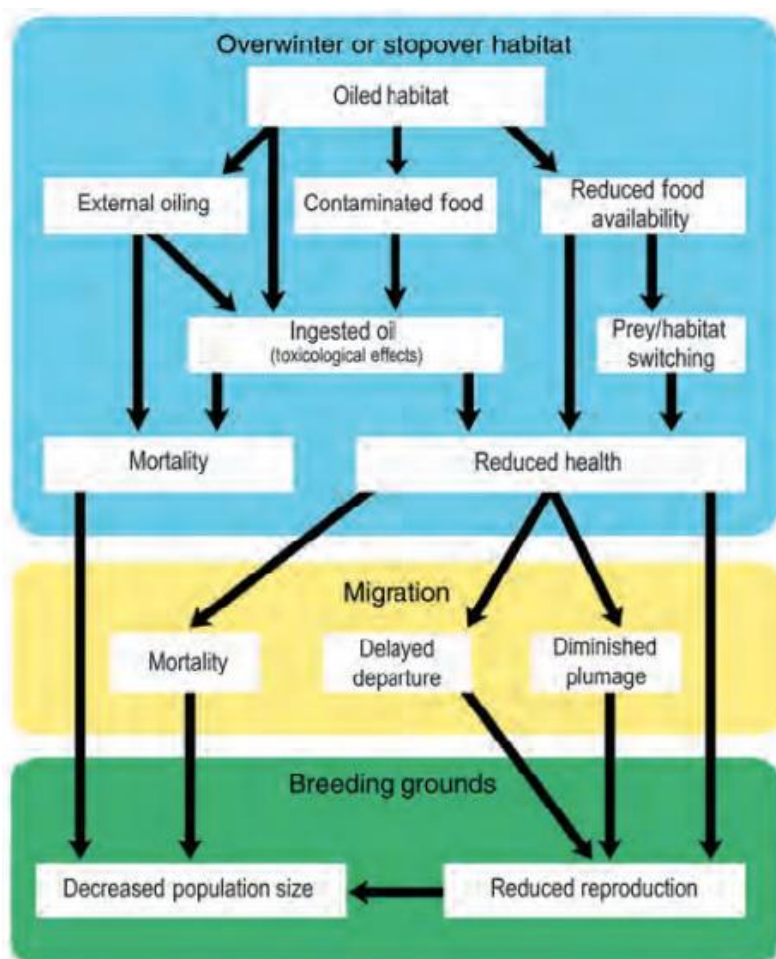 Overwinter or stopover habitat
Oiled habitat
External oiling
Contaminated food
Reduced food
availability
Ingested oil
(toxicological effects)
Prey/habitat
switching
Mortality
Reduced health
Migration
Mortality
Delayed
departure
Diminished
plumage
Breeding grounds
Decreased population size
Reduced reproduction